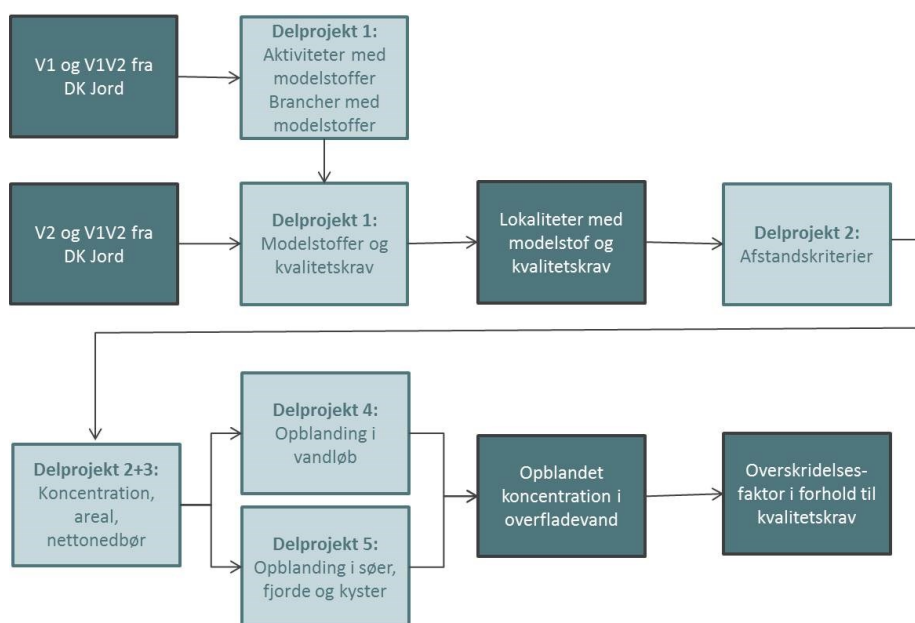 V1 og V1V2 fra
DK Jord
Delprojekt 1:
Aktiviteter med
modelstoffer
Brancher med
modelstoffer
V2 og V1V2 fra
DK Jord
Delprojekt 1:
Modelstoffer og
kvalitetskrav
Lokaliteter med
modelstof og
kvalitetskrav
Delprojekt 2:
Afstandskriterier
Delprojekt 2+3:
Koncentration,
areal,
nettonedbør
Delprojekt 4:
Opblanding i
vandløb
Delprojekt 5:
Opblanding i søer,
fjorde og kyster
Opblandet
koncentration i
overfladevand
Overskridelses-
faktor i forhold til
kvalitetskrav